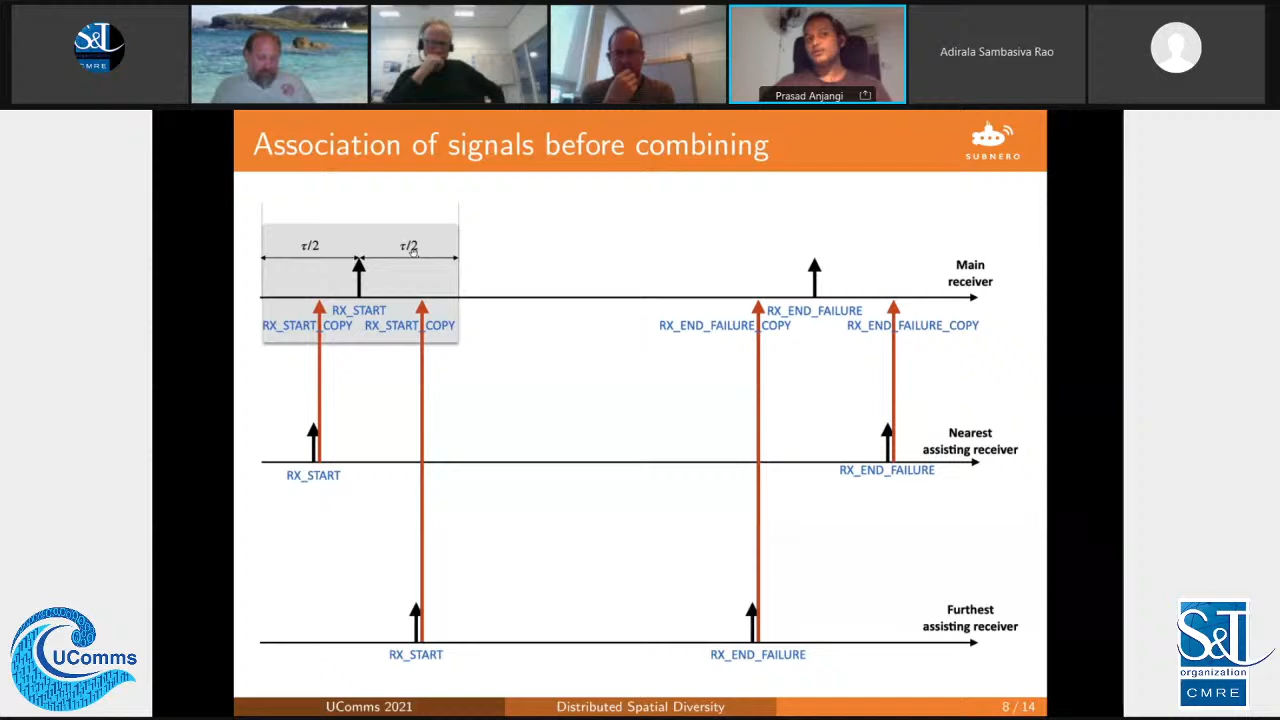 S&T
CMRE
Prasad Anjangi
Adirala Sambasiva Rao
Association of signals before combining
SUBNERO
τ/2
τ/2
Main
receiver
RX_START
RX_START_COPY
RX_START_COPY
RX_END_FAILURE
RX_END_FAILURE_COPY
RX_END_FAILURE_COPY
Nearest
assisting receiver
RX_START
RX_END_FAILURE
Furthest
assisting receiver
RX_START
RX_END_FAILURE
UComms
S&T
organization
CMRE
UComms 2021
Distributed Spatial Diversity
8 / 14